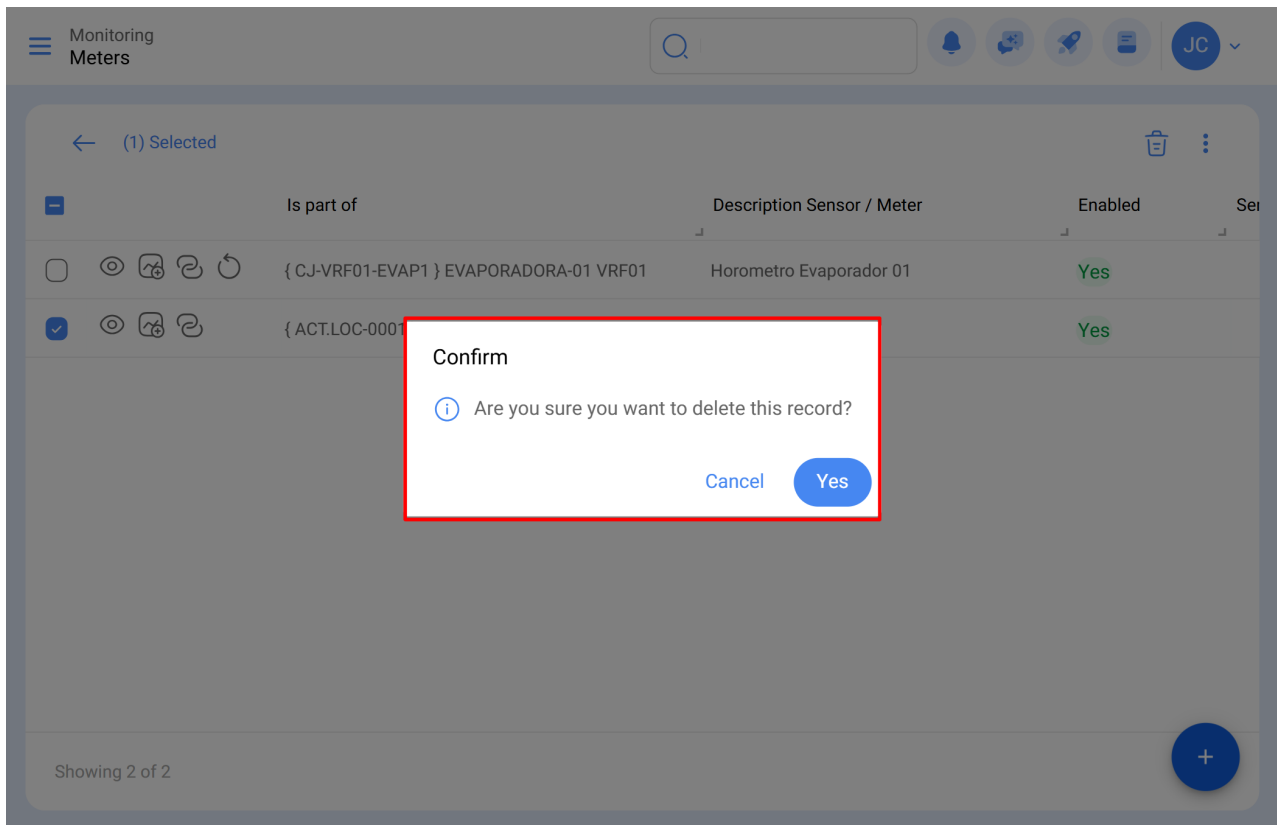 Monitoring
Meters
JC
(1) Selected
Is part of
Description Sensor / Meter
Enabled
{ CJ-VRF01-EVAP1 } EVAPORADORA-01 VRF01
Horometro Evaporador 01
Yes
{ ACT.LOC-0001
Yes
Confirm
Are you sure you want to delete this record?
Cancel
Yes
Showing 2 of 2